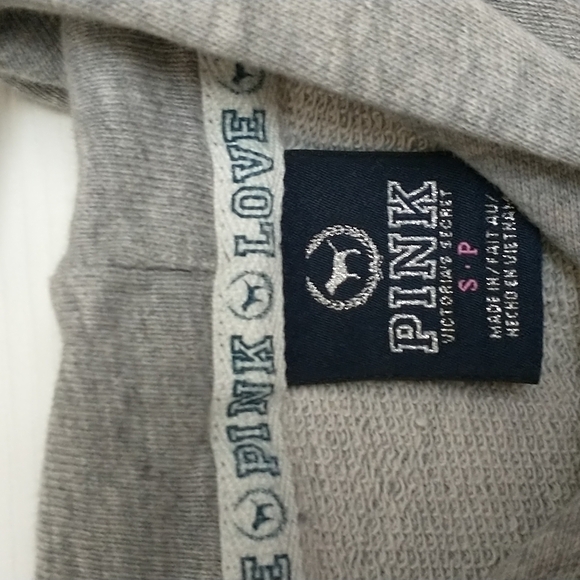 LOVE
PINK
PINK
VICTORIA'S SECRET
S·P
MADE IN/FAIT AU/
HECHO EN VIETNAM